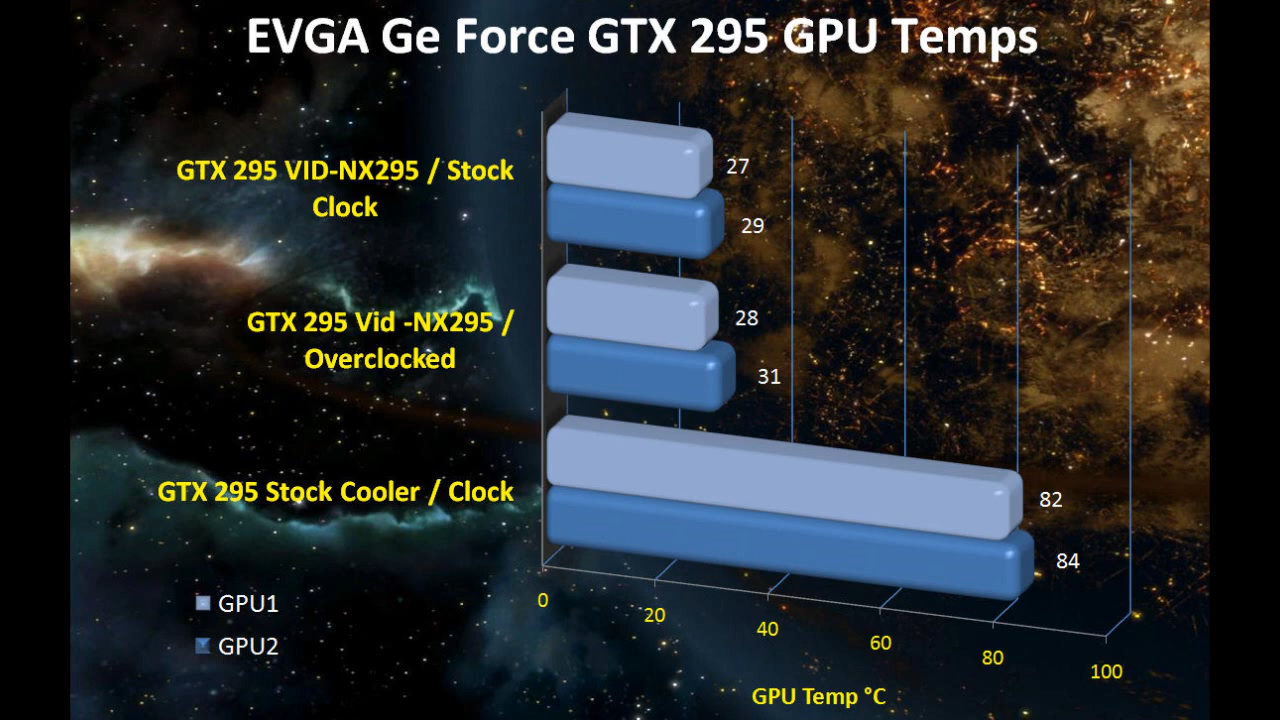 EVGA Ge Force GTX 295 GPU Temps
GTX 295 VID-NX295 / Stock
Clock
27
29
GTX 295 Vid -NX295 /
Overclocked
28
31
GTX 295 Stock Cooler / Clock
82
84
GPU1
GPU2
0
20
40
60
80
100
GPU Temp °C